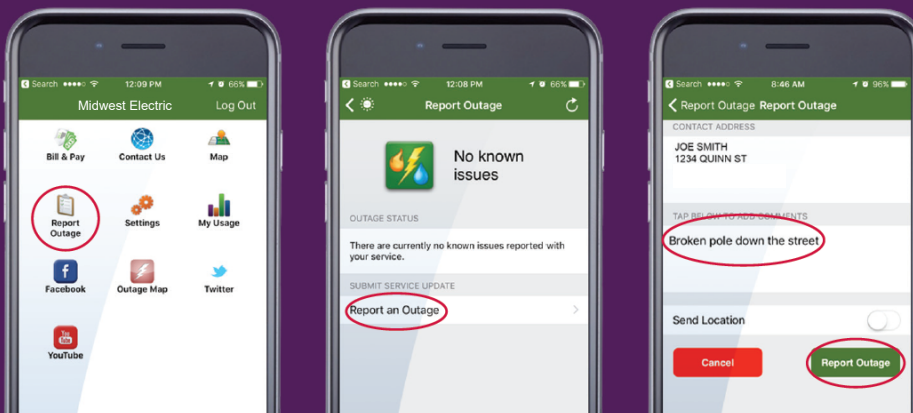 Search 12:09 PM 66%
Midwest Electric Log Out
Bill & Pay Contact Us Map
Report Outage Settings My Usage
Facebook Outage Map Twitter
You Tube
YouTube
Search 12:08 PM 66%
Report Outage
No known
issues
OUTAGE STATUS
There are currently no known issues reported with
your service.
SUBMIT SERVICE UPDATE
Report an Outage
Search 8:46 AM 96%
Report Outage Report Outage
CONTACT ADDRESS
JOE SMITH
1234 QUINN ST
TAP BELOW TO ADD COMMENTS
Broken pole down the street
Send Location
Cancel Report Outage